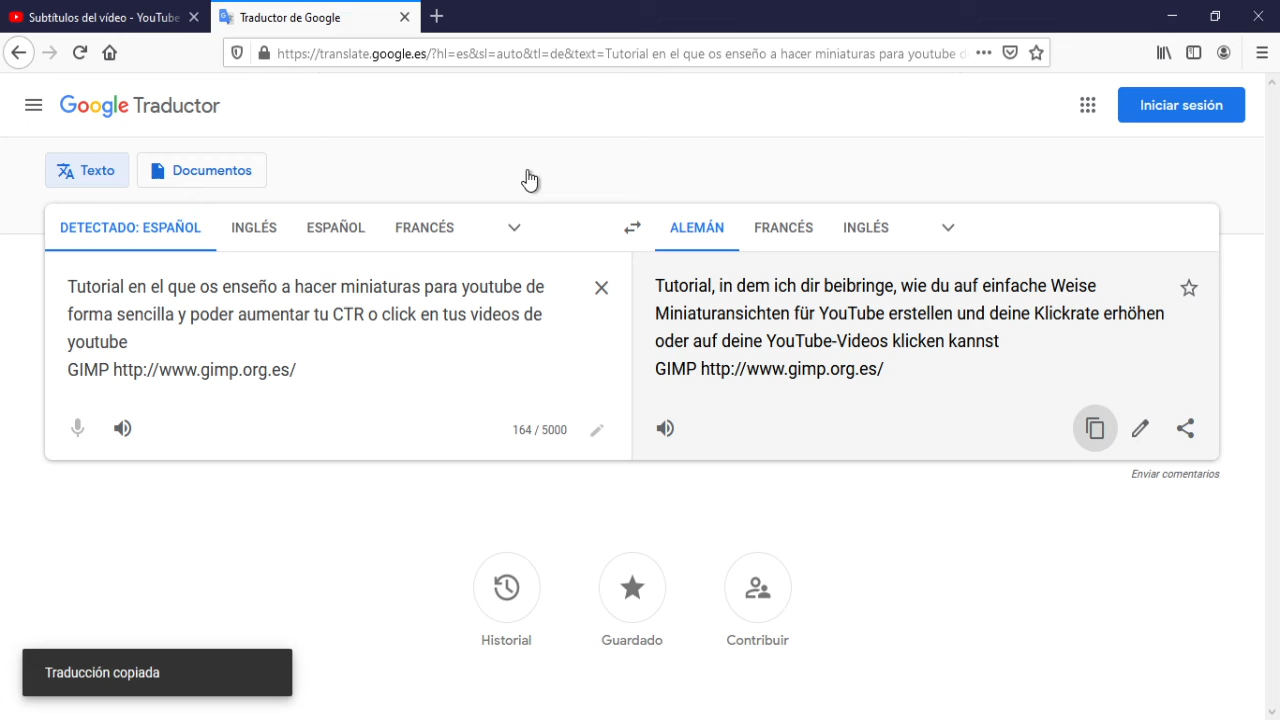 Subtítulos del vídeo - YouTube
Traductor de Google
https://translate.google.es/?hl=es&sl=auto&tl=de&text=Tutorial en el que os enseño a hacer miniaturas para youtube d
Google Traductor
Iniciar sesión
Texto
Documentos
DETECTADO: ESPAÑOL INGLÉS ESPAÑOL FRANCÉS
ALEMÁN FRANCÉS INGLÉS
Tutorial en el que os enseño a hacer miniaturas para youtube de
forma sencilla y poder aumentar tu CTR o click en tus videos de
youtube
GIMP http://www.gimp.org.es/
164 / 5000
Tutorial, in dem ich dir beibringe, wie du auf einfache Weise
Miniaturansichten für YouTube erstellen und deine Klickrate erhöhen
oder auf deine YouTube-Videos klicken kannst
GIMP http://www.gimp.org.es/
Enviar comentarios
Historial
Guardado
Contribuir
Traducción copiada